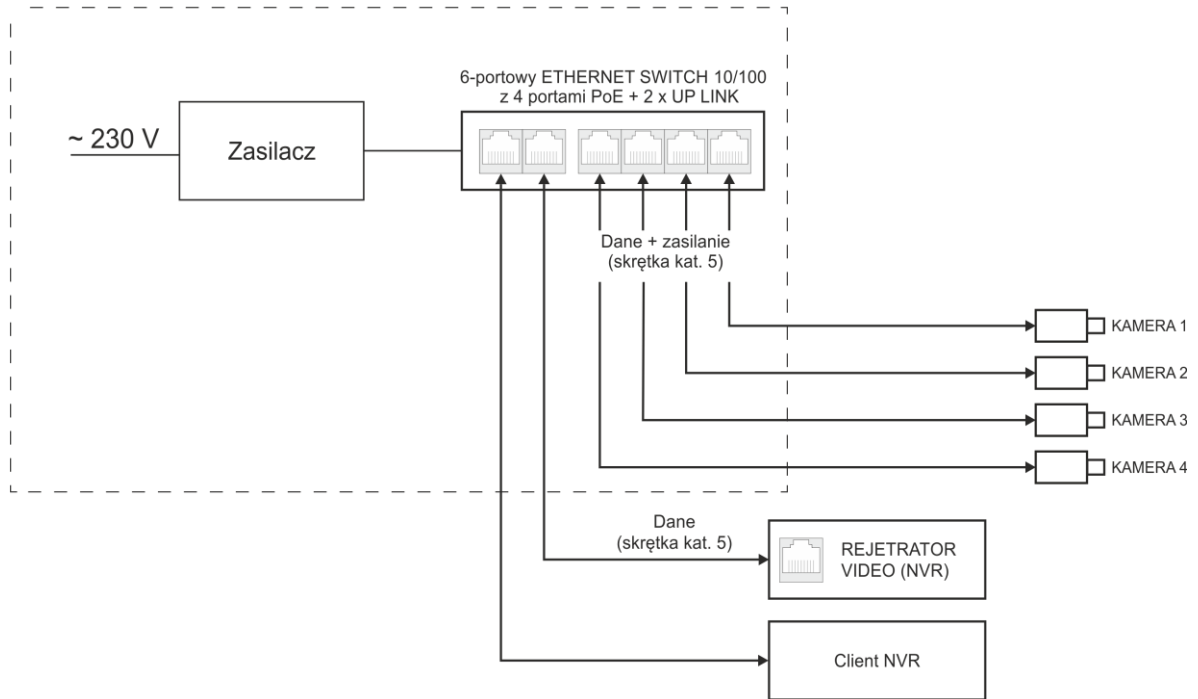 6-portowy ETHERNET SWITCH 10/100
z 4 portami PoE + 2 x UP LINK
~ 230 V
Zasilacz
Dane + zasilanie
(skrętka kat. 5)
KAMERA 1
KAMERA 2
KAMERA 3
KAMERA 4
Dane
(skrętka kat. 5)
REJETRATOR
VIDEO (NVR)
Client NVR